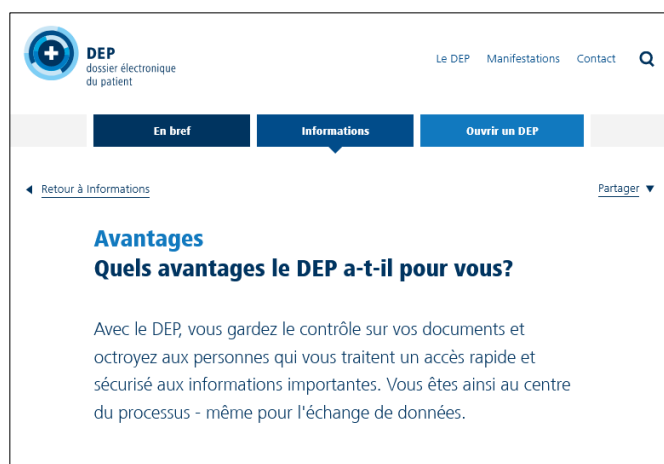 DEP
dossier électronique
du patient
Le DEP Manifestations Contact
En bref Informations Ouvrir un DEP
Retour à Informations Partager
Avantages
Quels avantages le DEP a-t-il pour vous?
Avec le DEP, vous gardez le contrôle sur vos documents et
octroyez aux personnes qui vous traitent un accès rapide et
sécurisé aux informations importantes. Vous êtes ainsi au centre
du processus - même pour l'échange de données.